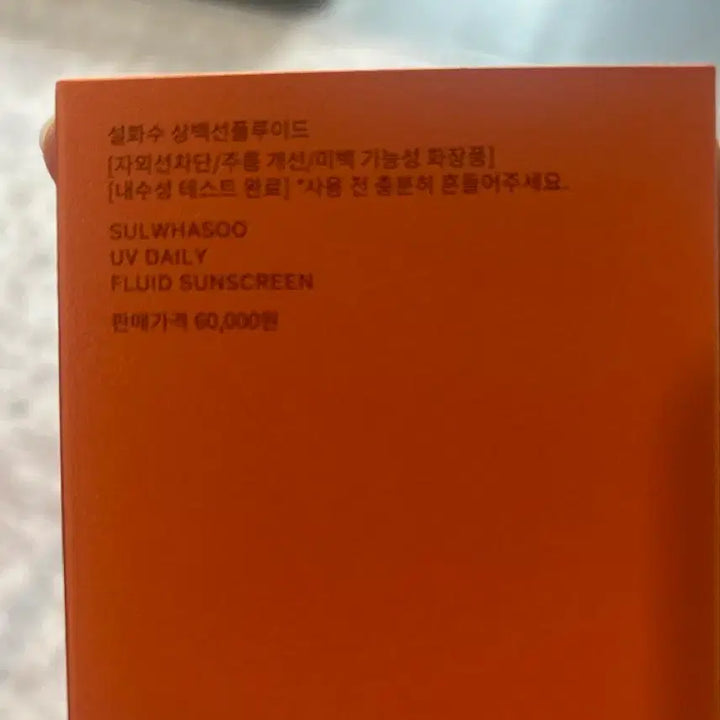 설화수 상백선플루이드
[자외선차단/주름 개선/미백 기능성 화장품]
[내수성 테스트 완료] *사용 전 충분히 흔들어주세요.
SULWHASOO
UV DAILY
FLUID SUNSCREEN
판매가격 60,000원